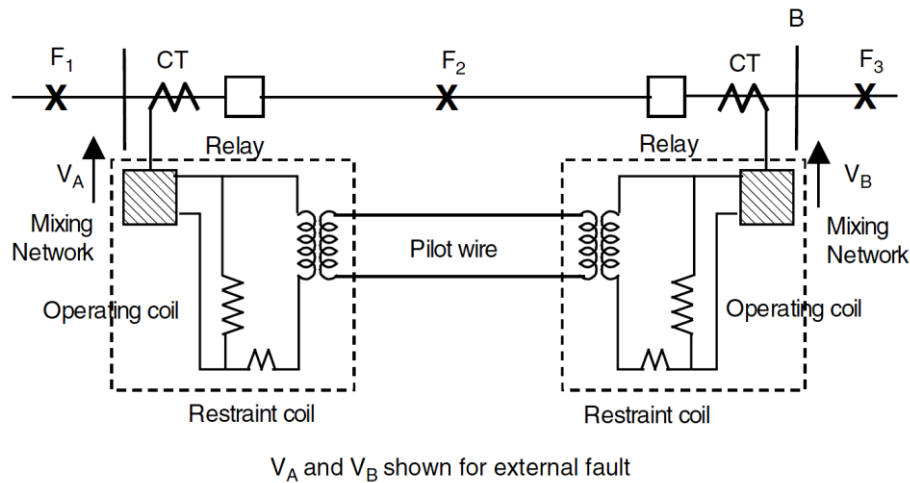 B
F1
CT
F2
CT
F3
Relay
Relay
VA
VB
Mixing
Network
Pilot wire
Mixing
Network
Operating coil
Operating coil
Restraint coil
Restraint coil
VA and VB shown for external fault